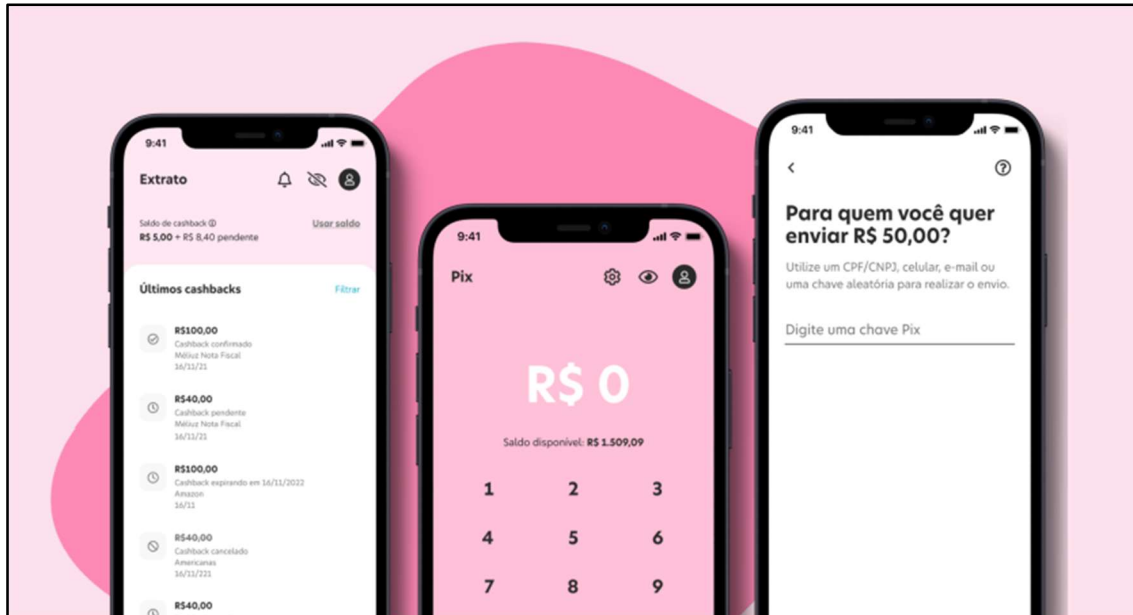 9:41
Extrato
Saldo de cashback
Usar saldo
R$ 5,00 + R$ 8,40 pendente
Últimos cashbacks
Filtrar
R$100,00
Cashback confirmado
Méliuz Nota Fiscal
16/11/21
R$40,00
Cashback pendente
Méliuz Nota Fiscal
16/11/21
R$100,00
Cashback expirando em 16/11/2022
Amazon
16/11
R$40,00
Cashback cancelado
Americanas
16/11/221
R$40,00
9:41
Pix
R$ 0
Saldo disponível: R$ 1.509,09
1 2 3
4 5 6
7 8 9
9:41
Para quem você quer
enviar R$ 50,00?
Utilize um CPF/CNPJ, celular, e-mail ou
uma chave aleatória para realizar o envio.
Digite uma chave Pix